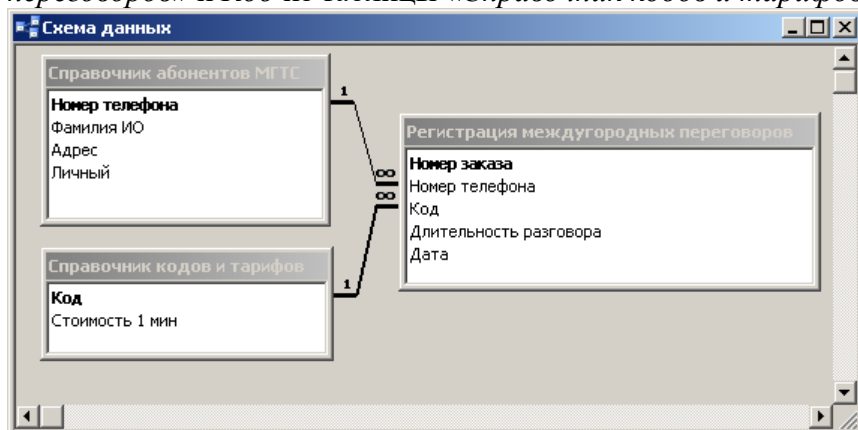 Схема данных
Справочник абонентов МГТС
Номер телефона
Фамилия ИО
Адрес
Личный
1
∞
∞
Регистрация междугородных переговоров
Номер заказа
Номер телефона
Код
Длительность разговора
Дата
Справочник кодов и тарифов
Код
Стоимость 1 мин
1